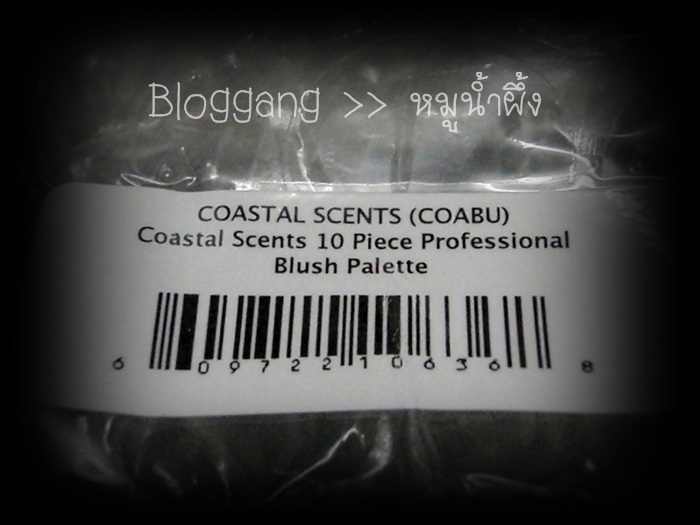 Bloggang >> หมูน้ำผึ้ง
COASTAL SCENTS (COABU)
Coastal Scents 10 Piece Professional
Blush Palette
6 09722 10636 8